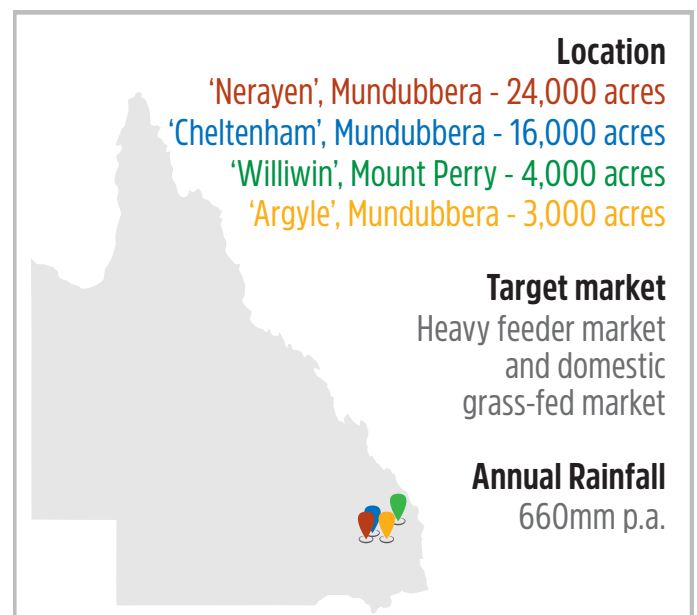 Location
‘Nerayen’, Mundubbera - 24,000 acres
‘Cheltenham’, Mundubbera - 16,000 acres
‘Williwin’, Mount Perry - 4,000 acres
‘Argyle’, Mundubbera - 3,000 acres
Target market
Heavy feeder market
and domestic
grass-fed market
Annual Rainfall
660mm p.a.